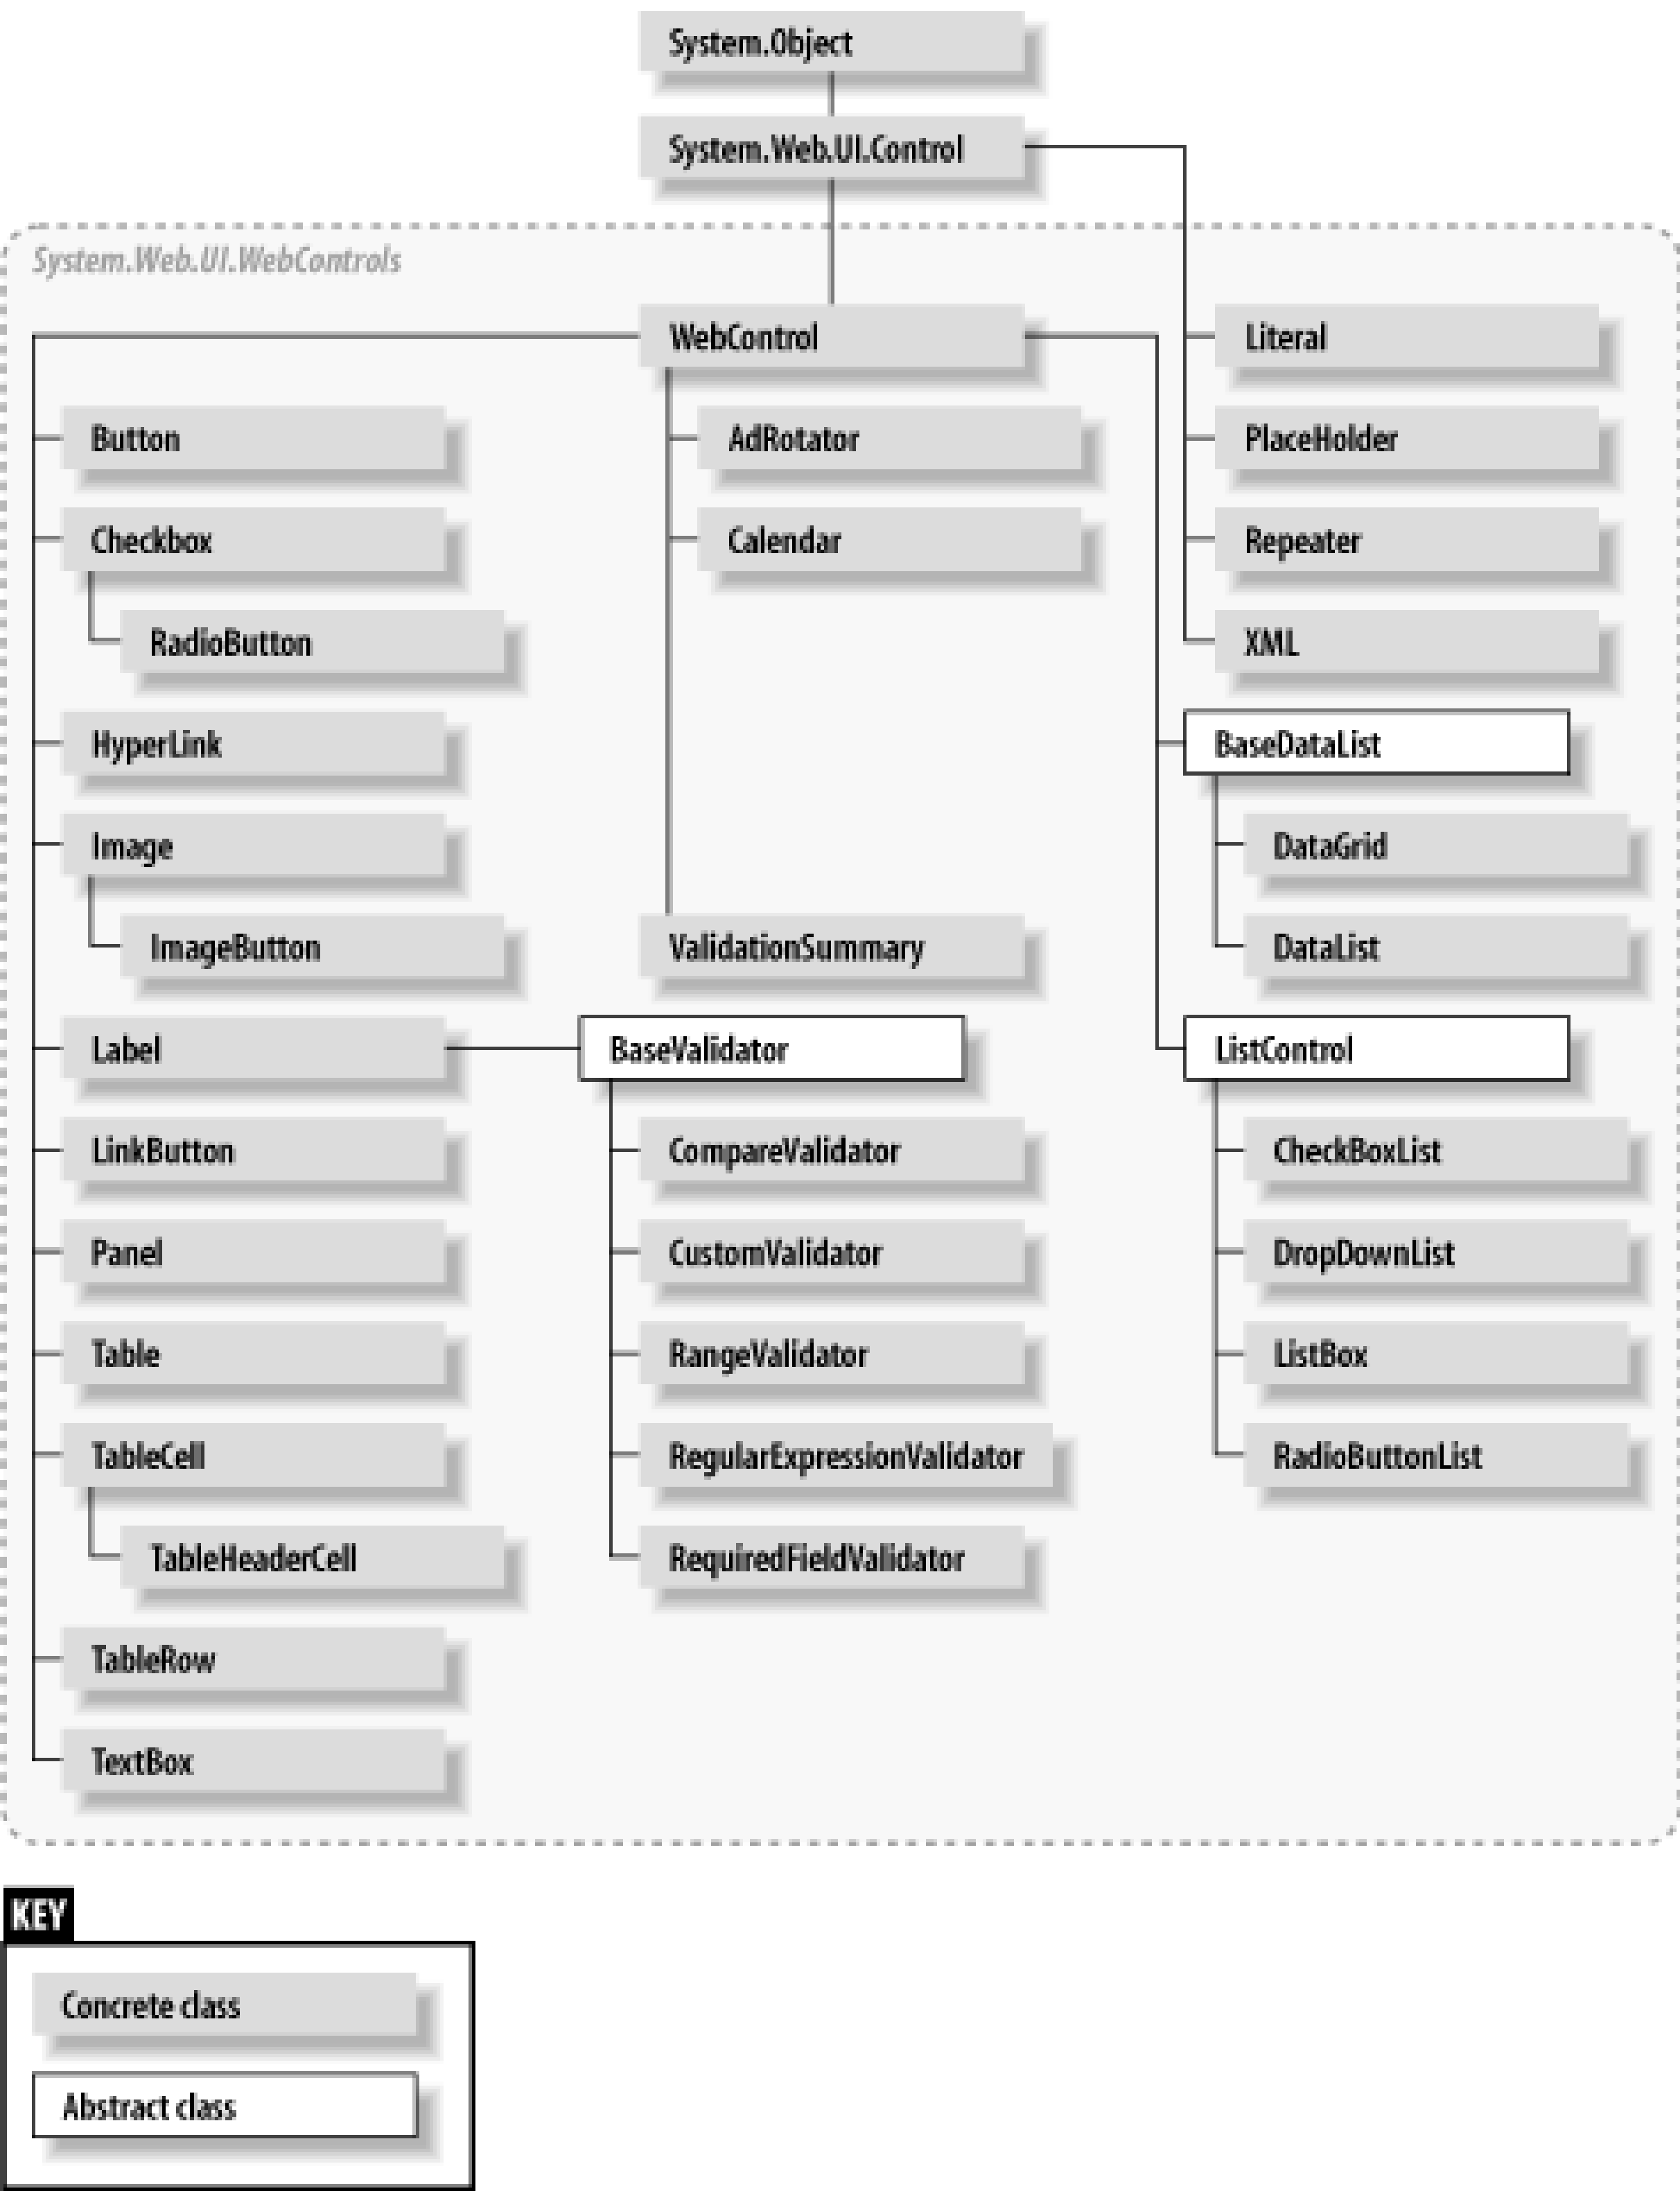 System.Object
System.Web.UI.Control
System.Web.UI.WebControls
WebControl
Literal
Button
AdRotator
PlaceHolder
Checkbox
Calendar
Repeater
RadioButton
XML
HyperLink
BaseDataList
Image
DataGrid
ImageButton
ValidationSummary
DataList
Label
BaseValidator
ListControl
LinkButton
CompareValidator
CheckBoxList
Panel
CustomValidator
DropDownList
Table
RangeValidator
ListBox
TableCell
RegularExpressionValidator
RadioButtonList
TableHeaderCell
RequiredFieldValidator
TableRow
TextBox
KEY
Concrete class
Abstract class